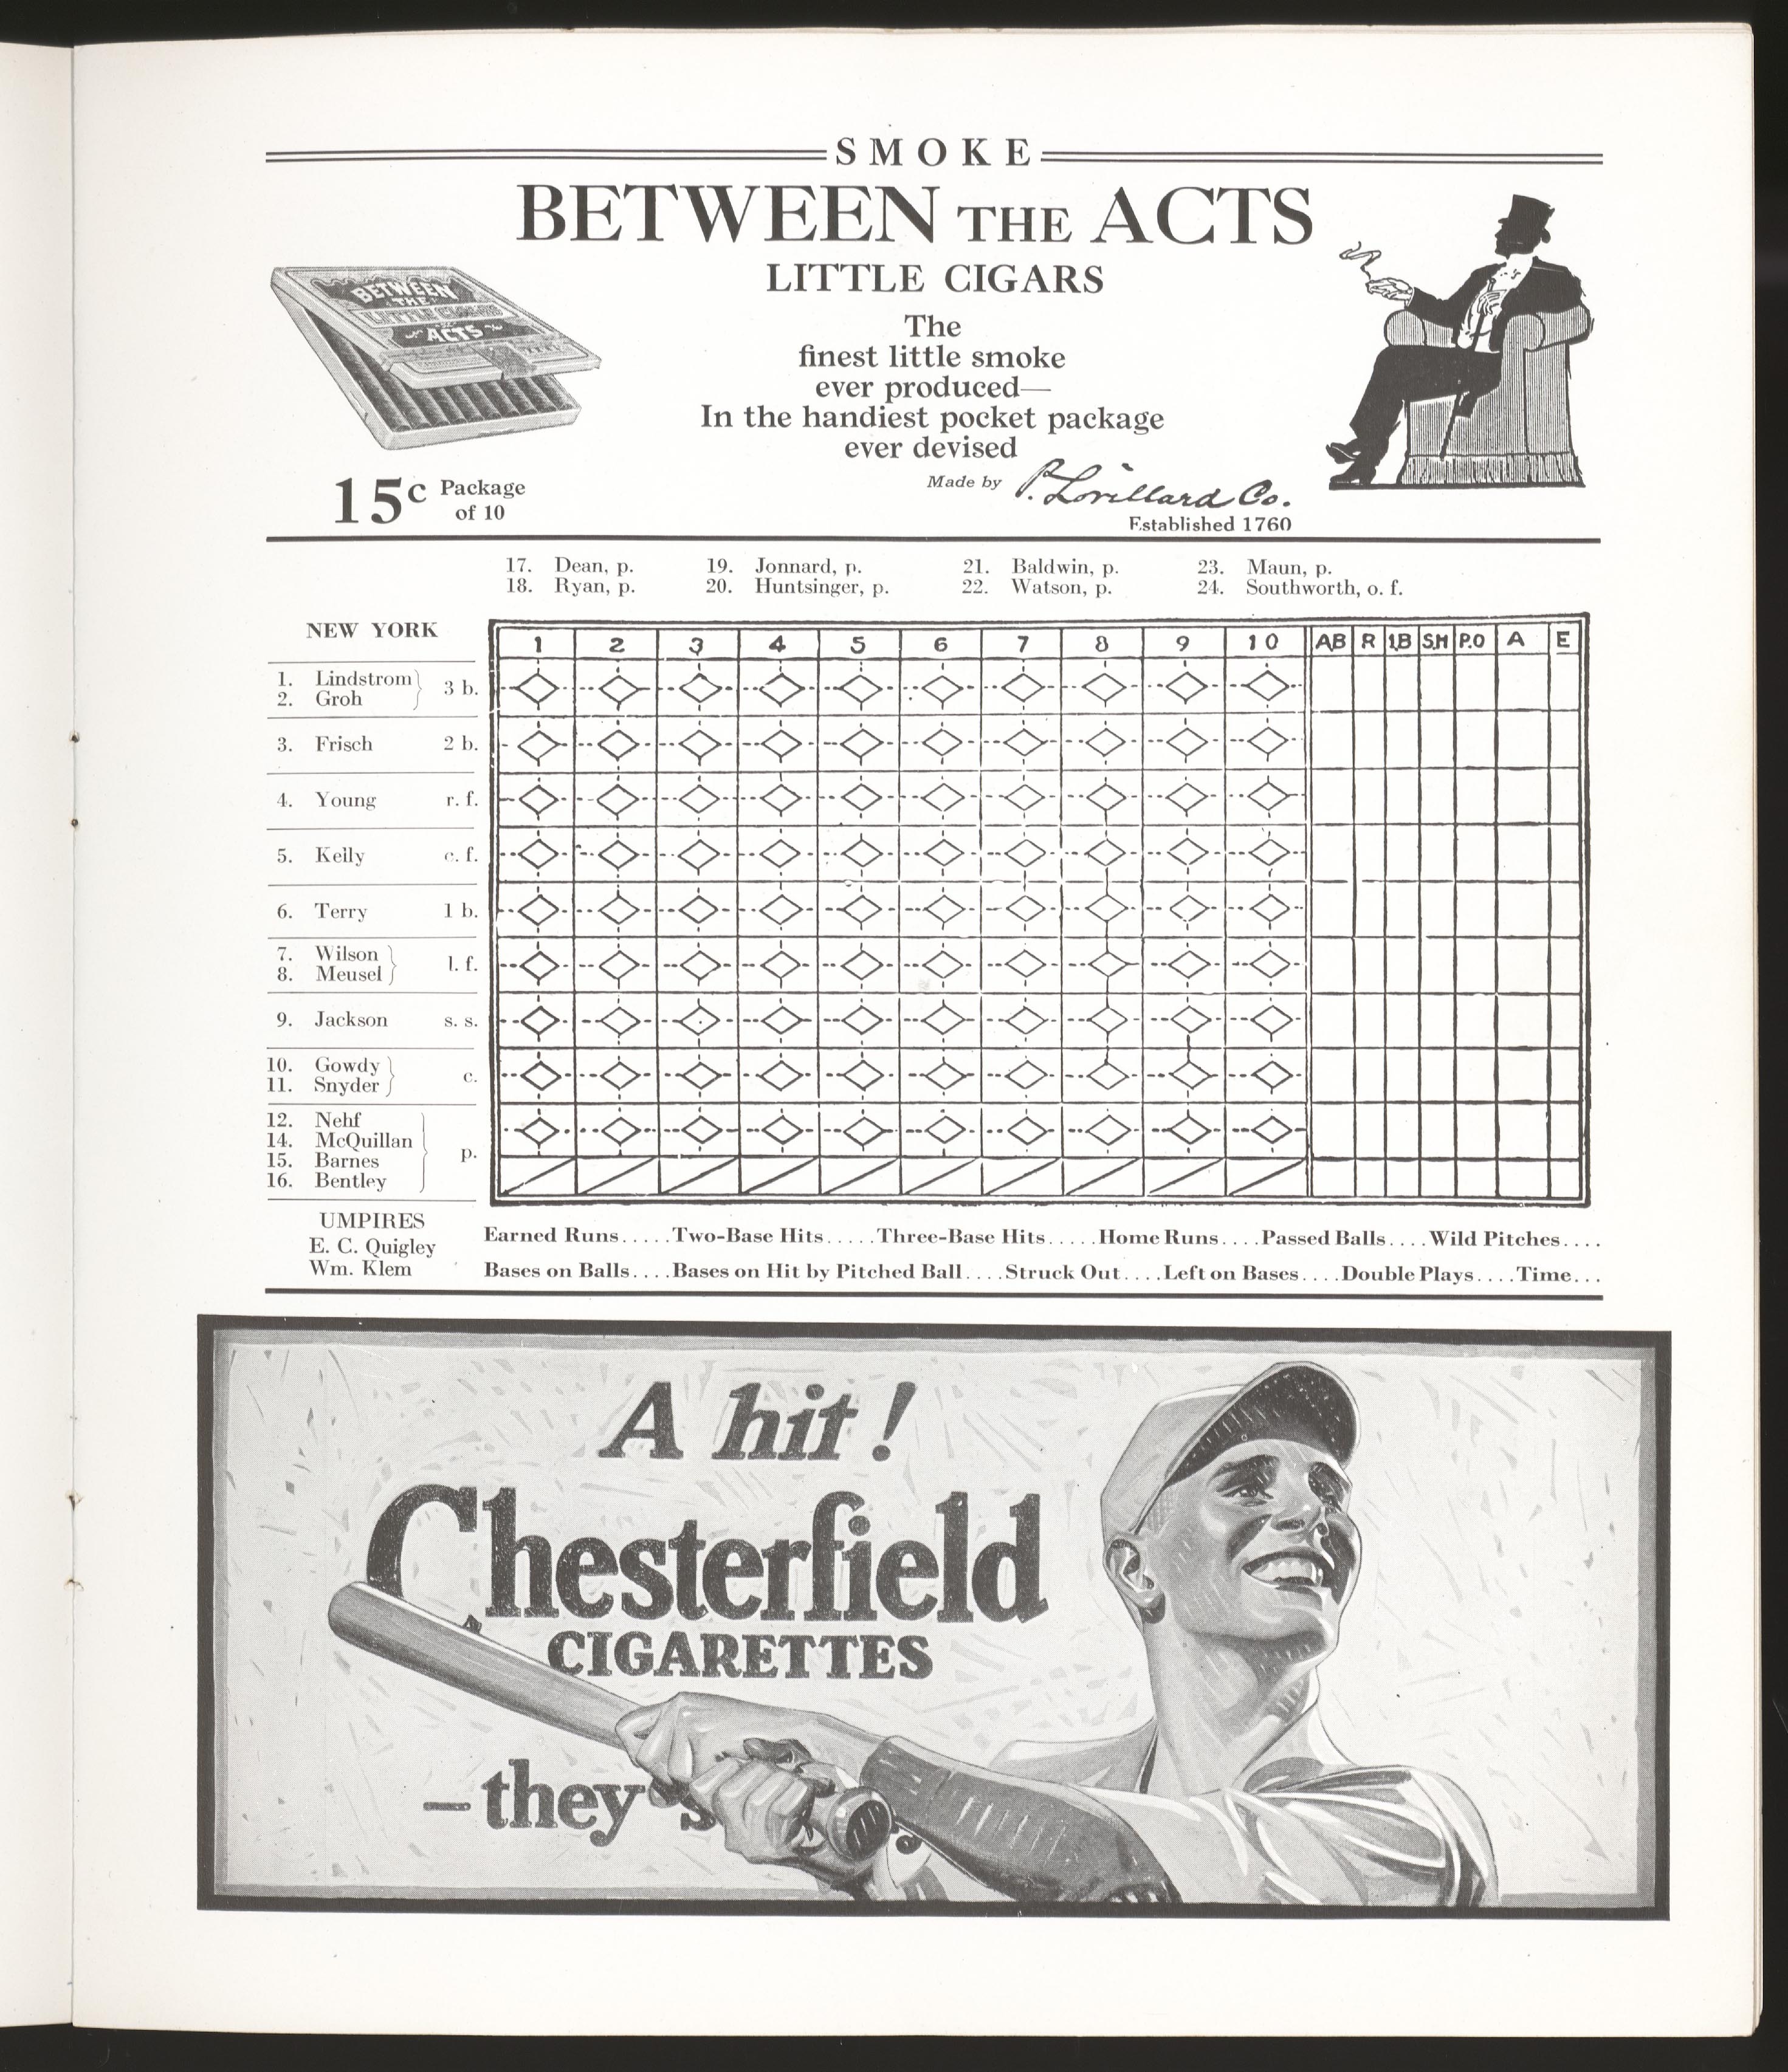 SMOKE
BETWEEN THE ACTS
LITTLE CIGARS
BETWEEN
THE
ACTS
The
finest little smoke
ever produced—
In the handiest pocket package
ever devised
Made by P. Lorillard Co.
Established 1760
15c Package
of 10
17. Dean, p. 19. Jonnard, p. 21. Baldwin, p. 23. Maun, p.
18. Ryan, p. 20. Huntsinger, p. 22. Watson, p. 24. Southworth, o. f.
NEW YORK 1 2 3 4 5 6 7 8 9 10 AB R 1B S.H P.O A E
1. Lindstrom
2. Groh
3 b.
3. Frisch 2 b.
4. Young r. f.
5. Kelly c. f.
6. Terry 1 b.
7. Wilson
8. Meusel
l. f.
9. Jackson s. s.
10. Gowdy
11. Snyder
c.
12. Nehf
14. McQuillan
15. Barnes
16. Bentley
p.
UMPIRES
E. C. Quigley
Wm. Klem
Earned Runs.....Two-Base Hits.....Three-Base Hits.....Home Runs....Passed Balls....Wild Pitches....
Bases on Balls....Bases on Hit by Pitched Ball....Struck Out....Left on Bases....Double Plays....Time...
A hit!
Chesterfield
CIGARETTES
–they's